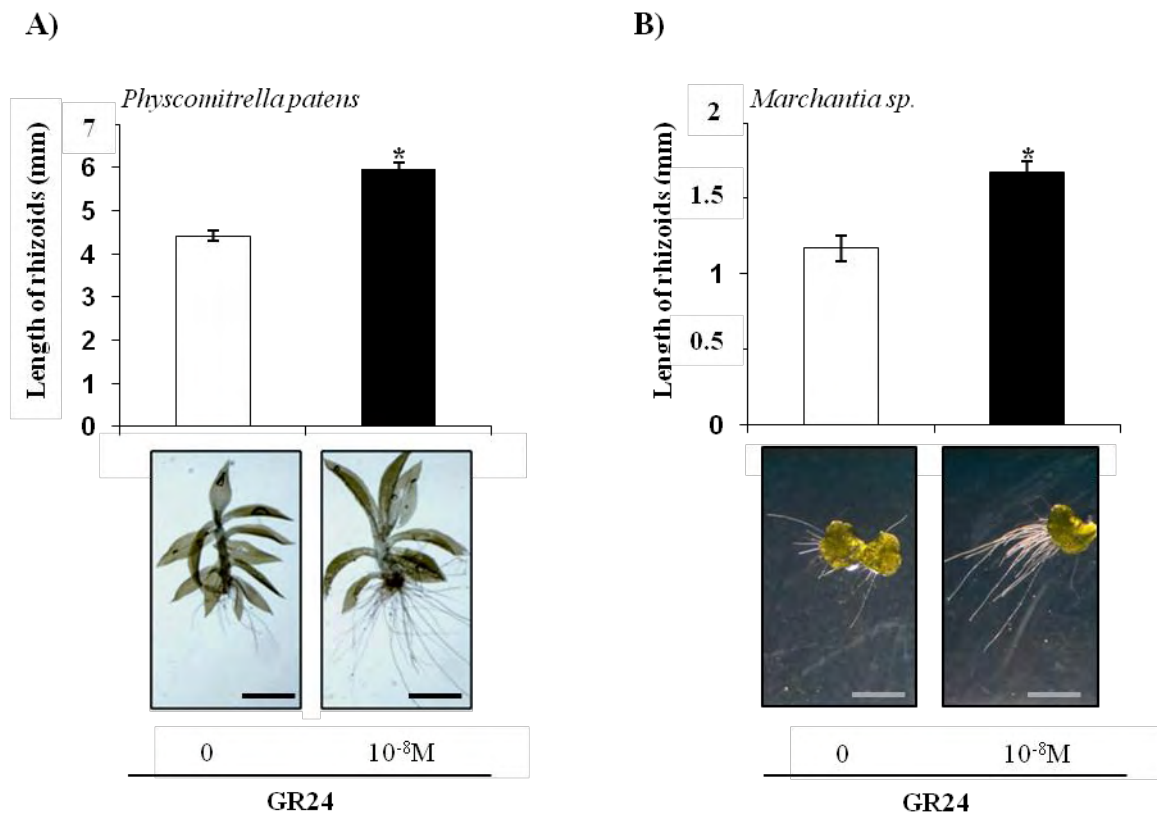 A)
Physcomitrella patens
Length of rhizoids (mm)
7
6
5
4
3
2
1
0
0 10⁻⁸M
GR24
B)
Marchantia sp.
Length of rhizoids (mm)
2
1.5
1
0.5
0
0 10⁻⁸M
GR24
*
*